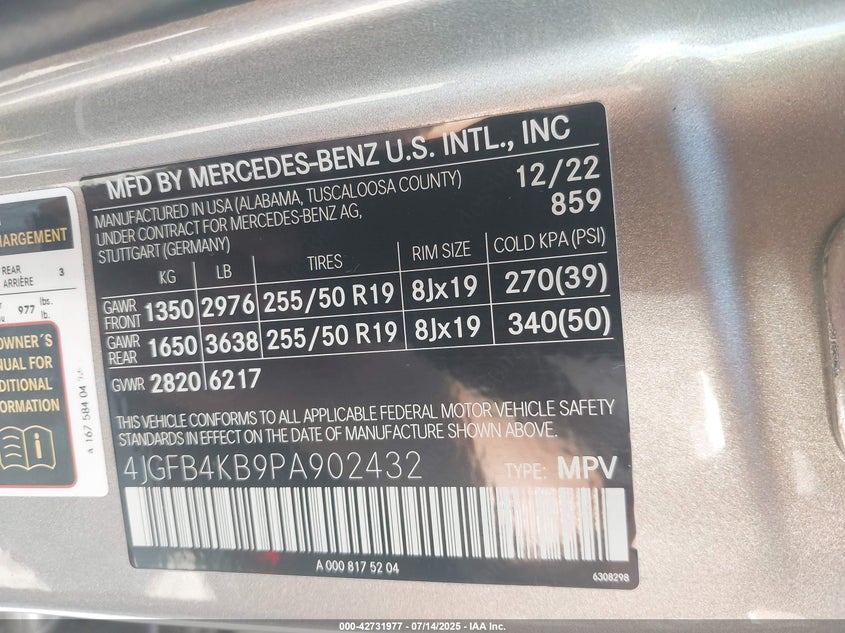 MFD BY MERCEDES-BENZ U.S. INTL., INC
MANUFACTURED IN USA (ALABAMA, TUSCALOOSA COUNTY) 12/22
UNDER CONTRACT FOR MERCEDES-BENZ AG, 859
STUTTGART (GERMANY)
KG LB TIRES RIM SIZE COLD KPA (PSI)
GAWR FRONT 1350 2976 255/50 R19 8Jx19 270(39)
GAWR REAR 1650 3638 255/50 R19 8Jx19 340(50)
GVWR 2820 6217
THIS VEHICLE CONFORMS TO ALL APPLICABLE FEDERAL MOTOR VEHICLE SAFETY
STANDARDS IN EFFECT ON THE DATE OF MANUFACTURE SHOWN ABOVE.
4JGFB4KB9PA902432 TYPE: MPV
A 000 817 52 04
6308298
REAR 3
ARRIÈRE
977 lbs.
lb.
OWNER´S
FOR
A 167 584 04
000-42731977 - 07/14/2025 - IAA Inc.